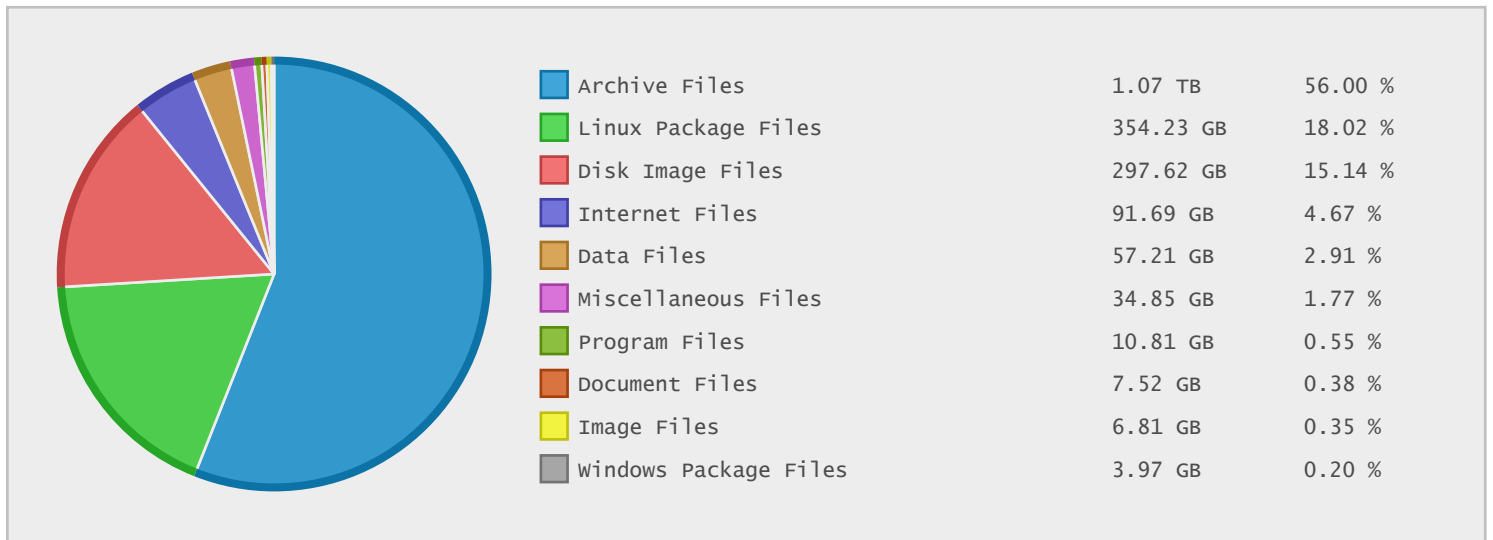 Archive Files 1.07 TB 56.00 %
Linux Package Files 354.23 GB 18.02 %
Disk Image Files 297.62 GB 15.14 %
Internet Files 91.69 GB 4.67 %
Data Files 57.21 GB 2.91 %
Miscellaneous Files 34.85 GB 1.77 %
Program Files 10.81 GB 0.55 %
Document Files 7.52 GB 0.38 %
Image Files 6.81 GB 0.35 %
Windows Package Files 3.97 GB 0.20 %